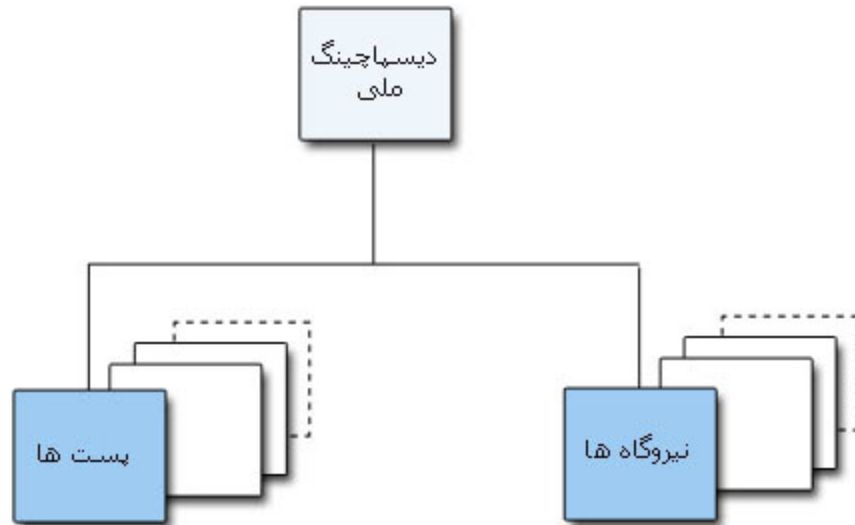 دیسپاچینگ
ملی
پست ها
نیروگاه ها